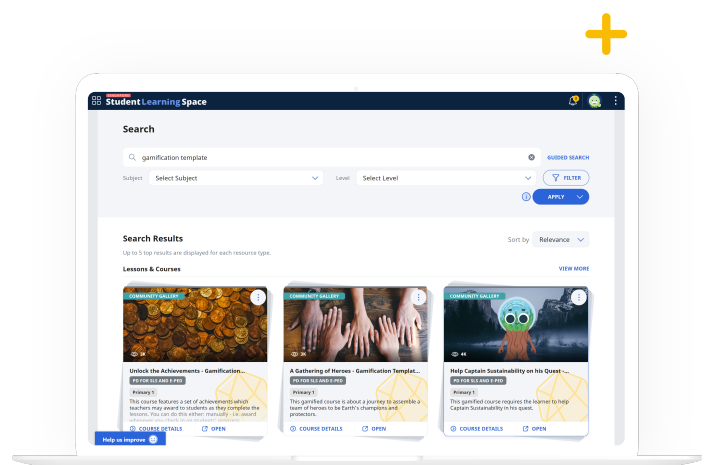 Student Learning Space
Search
gamification template
GUIDED SEARCH
Subject
Select Subject
Level
Select Level
FILTER
APPLY
Search Results
Sort by
Relevance
Up to 5 top results are displayed for each resource type.
Lessons & Courses
VIEW MORE
COMMUNITY GALLERY
3K
Unlock the Achievements - Gamification...
PD FOR SLS AND E-PED
Primary 1
This course features a set of achievements which
teachers may award to students as they complete the
lessons. You can do this either: manually - i.e. award
COURSE DETAILS
OPEN
COMMUNITY GALLERY
3K
A Gathering of Heroes - Gamification Templat...
PD FOR SLS AND E-PED
Primary 1
This gamified course is about a journey to assemble a
team of heroes to be Earth's champions and
protectors.
COURSE DETAILS
OPEN
COMMUNITY GALLERY
4K
Help Captain Sustainability on his Quest -...
PD FOR SLS AND E-PED
Primary 1
This gamified course requires the learner to help
Captain Sustainability in his quest.
COURSE DETAILS
OPEN
Help us improve